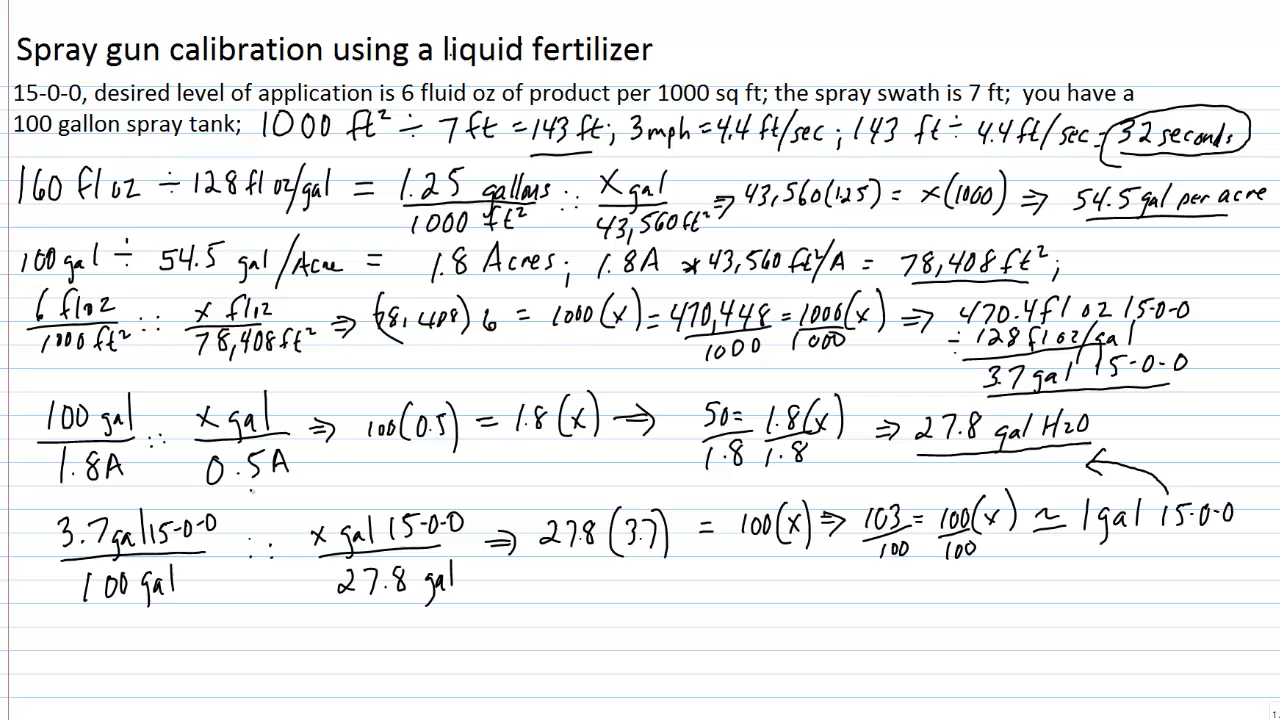 Spray gun calibration using a liquid fertilizer
15-0-0, desired level of application is 6 fluid oz of product per 1000 sq ft; the spray swath is 7 ft; you have a
100 gallon spray tank; 1000 ft² ÷ 7 ft = 143 ft; 3mph = 4.4 ft/sec; 143 ft ÷ 4.4 ft/sec = 32 seconds
160 fl oz ÷ 128 fl oz/gal = 1.25 gallons / 1000 ft² :: x gal / 43,560 ft² ⇒ 43,560(125) = x(1000) ⇒ 54.5 gal per acre
100 gal ÷ 54.5 gal/Acre = 1.8 Acres; 1.8A * 43,560 ft²/A = 78,408 ft²;
6 fl oz / 1000 ft² :: x fl oz / 78,408 ft² ⇒ (78,408) 6 = 1000(x) = 470,448 / 1000 = 1000(x) / 1000 ⇒ 470.4 fl oz 15-0-0
÷ 128 fl oz/gal
3.7 gal 15-0-0
100 gal / 1.8A :: x gal / 0.5A ⇒ 100(0.5) = 1.8(x) ⇒ 50 / 1.8 = 1.8(x) / 1.8 ⇒ 27.8 gal H2O
3.7 gal 15-0-0 / 100 gal :: x gal 15-0-0 / 27.8 gal ⇒ 27.8(3.7) = 100(x) ⇒ 103 / 100 = 100(x) / 100 ≃ 1 gal 15-0-0